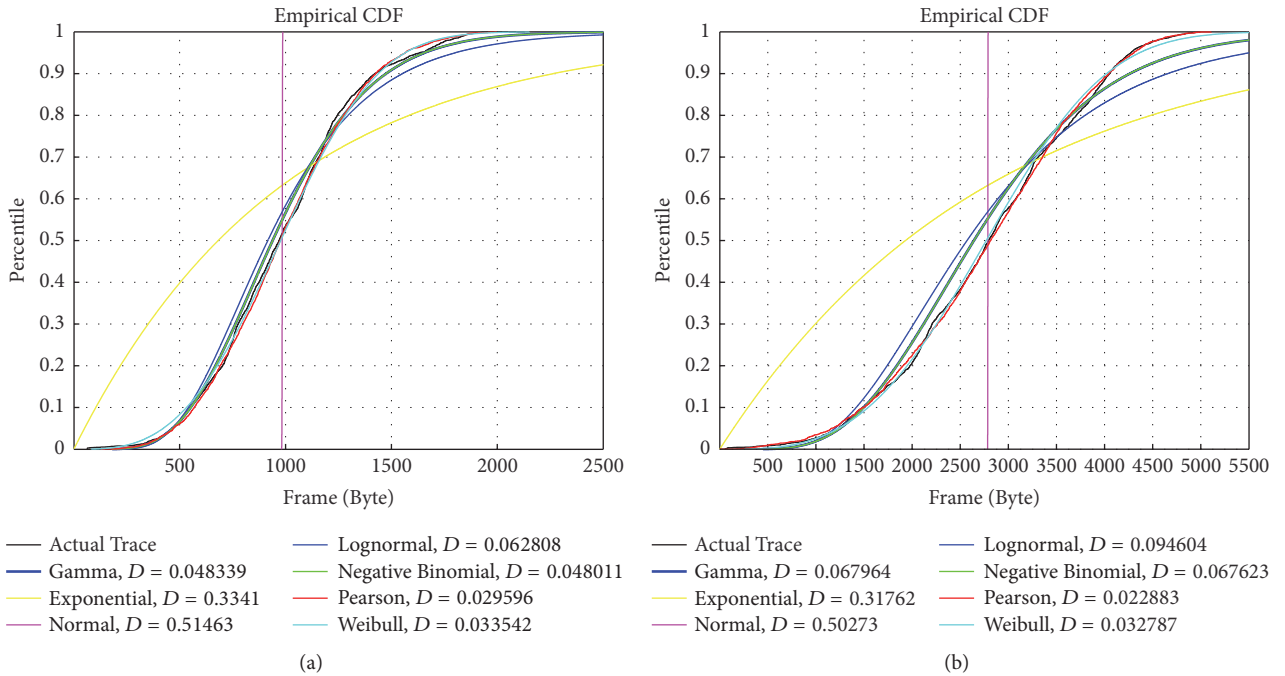 Empirical CDF
1
0.9
0.8
0.7
0.6
0.5
0.4
0.3
0.2
0.1
0
Percentile
500
1000
1500
2000
2500
Frame (Byte)
Actual Trace
Gamma, D = 0.048339
Exponential, D = 0.3341
Normal, D = 0.51463
Lognormal, D = 0.062808
Negative Binomial, D = 0.048011
Pearson, D = 0.029596
Weibull, D = 0.033542
(a)
Empirical CDF
1
0.9
0.8
0.7
0.6
0.5
0.4
0.3
0.2
0.1
0
Percentile
500
1000
1500
2000
2500
3000
3500
4000
4500
5000
5500
Frame (Byte)
Actual Trace
Gamma, D = 0.067964
Exponential, D = 0.31762
Normal, D = 0.50273
Lognormal, D = 0.094604
Negative Binomial, D = 0.067623
Pearson, D = 0.022883
Weibull, D = 0.032787
(b)